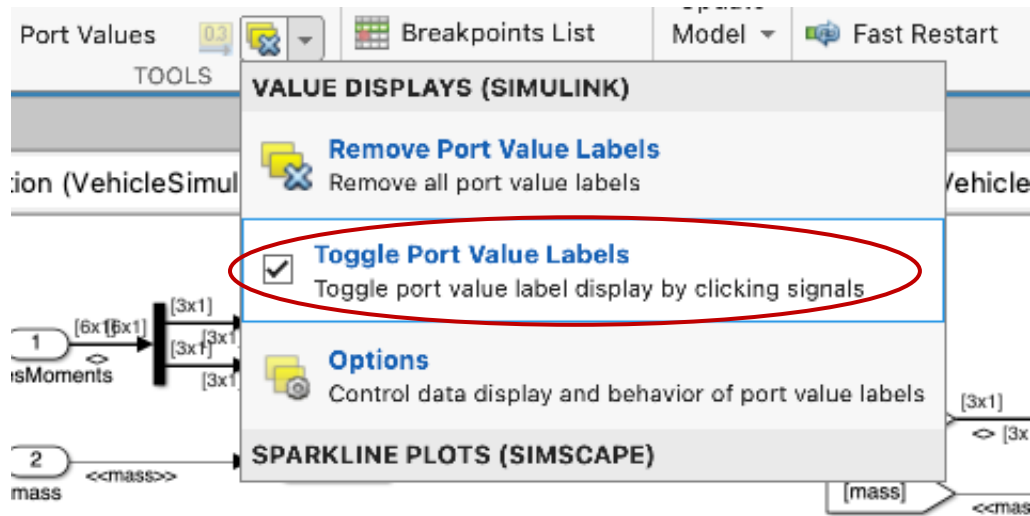 Port Values
Breakpoints List
Model
Fast Restart
TOOLS
VALUE DISPLAYS (SIMULINK)
Remove Port Value Labels
Remove all port value labels
ion (VehicleSimul
Vehicle
Toggle Port Value Labels
Toggle port value label display by clicking signals
[3x1]
1
[3x1]
[3x1]
sMoments
<>
Options
Control data display and behavior of port value labels
[3x1]
<> [3x
SPARKLINE PLOTS (SIMSCAPE)
2
<<mass>>
mass
[mass]
<<mas